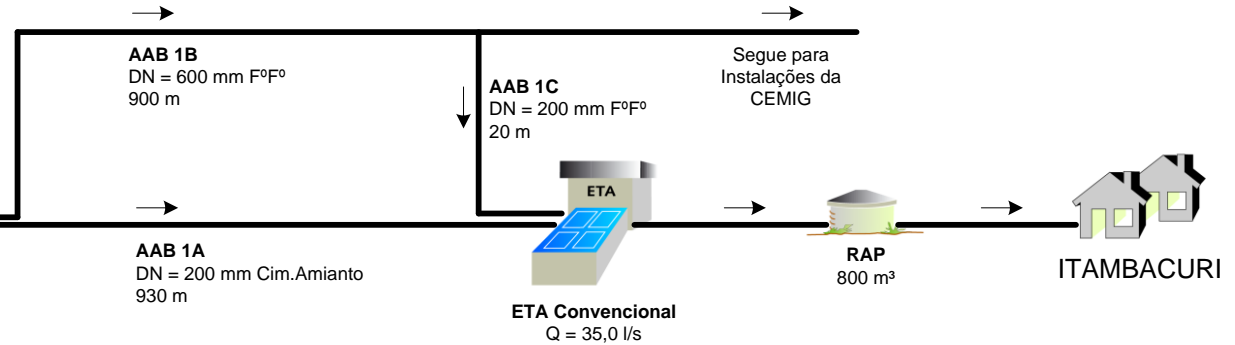 AAB 1B
DN = 600 mm FºFº
900 m
Segue para
Instalações da
CEMIG
AAB 1C
DN = 200 mm FºFº
20 m
ETA
AAB 1A
DN = 200 mm Cim.Amianto
930 m
RAP
800 m³
ITAMBACURI
ETA Convencional
Q = 35,0 l/s